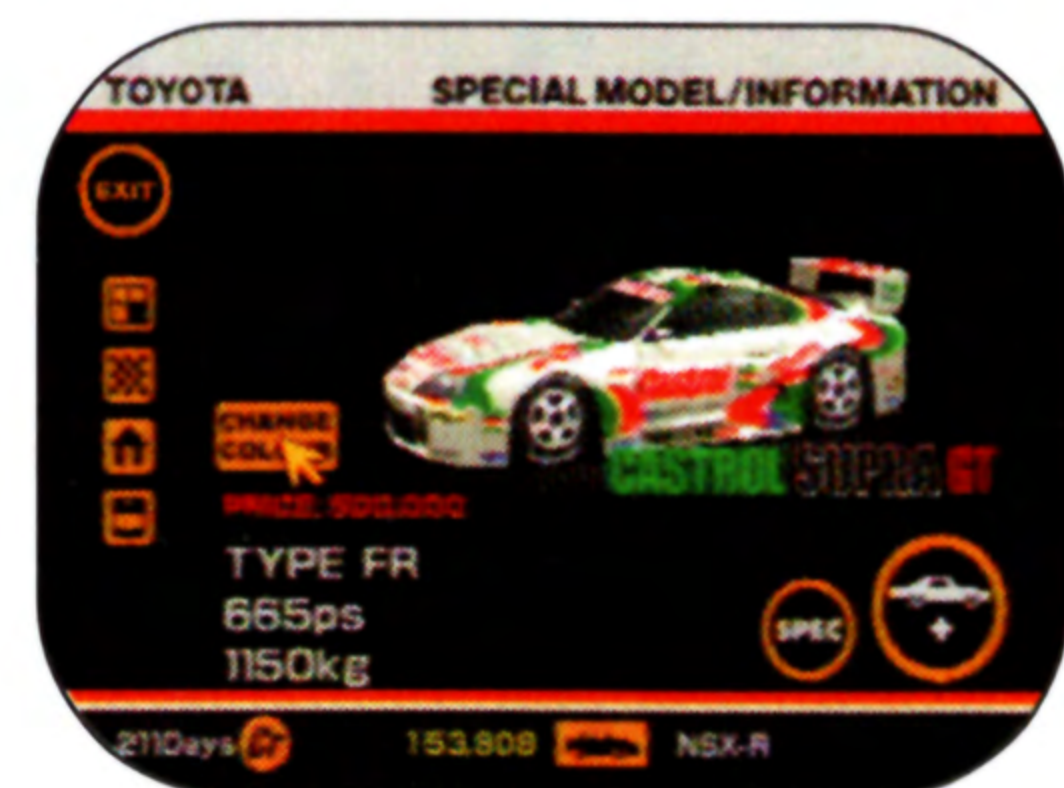 TOYOTA SPECIAL MODEL/INFORMATION
EXIT
CHANGE
COLOUR
CASTROL SUPRA GT
PRICE: 500,000
TYPE FR
665ps
1150kg
SPEC
211Days 153,808 NSX-R